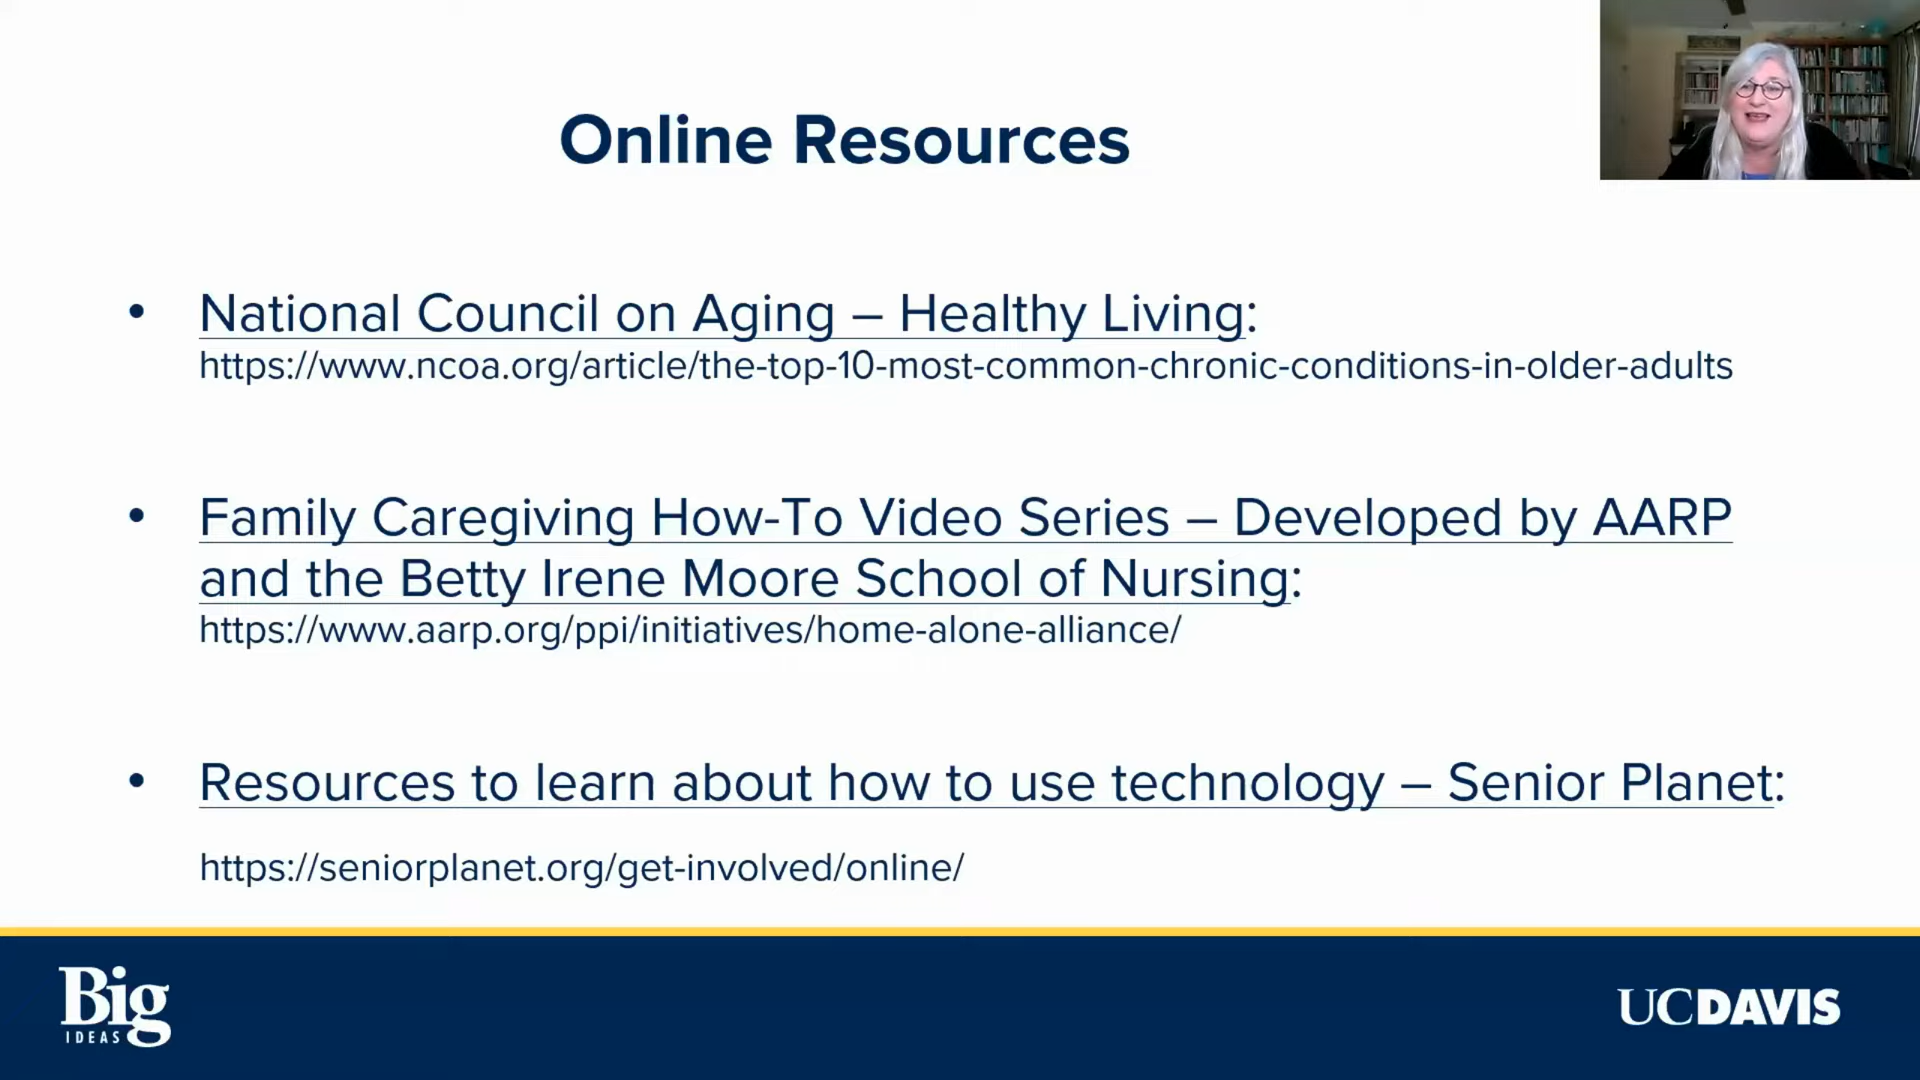 Online Resources
• National Council on Aging – Healthy Living:
https://www.ncoa.org/article/the-top-10-most-common-chronic-conditions-in-older-adults
• Family Caregiving How-To Video Series – Developed by AARP
and the Betty Irene Moore School of Nursing:
https://www.aarp.org/ppi/initiatives/home-alone-alliance/
• Resources to learn about how to use technology – Senior Planet:
https://seniorplanet.org/get-involved/online/
Big
IDEAS
UCDAVIS